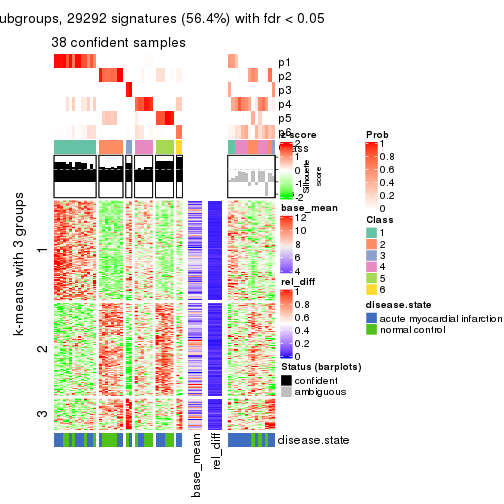 ubgroups, 29292 signatures (56.4%) with fdr < 0.05
38 confident samples
p1
p2
p3
p4
p5
p6
Class
z-score
2
1
0
-1
-2
Silhouette
score
base_mean
12
10
8
6
4
rel_diff
1
0.8
0.6
0.4
0.2
0
Status (barplots)
confident
ambiguous
Prob
1
0.8
0.6
0.4
0.2
0
Class
1
2
3
4
5
6
disease.state
acute myocardial infarction
normal control
k-means with 3 groups
1
2
3
disease.state
base_mean
rel_diff